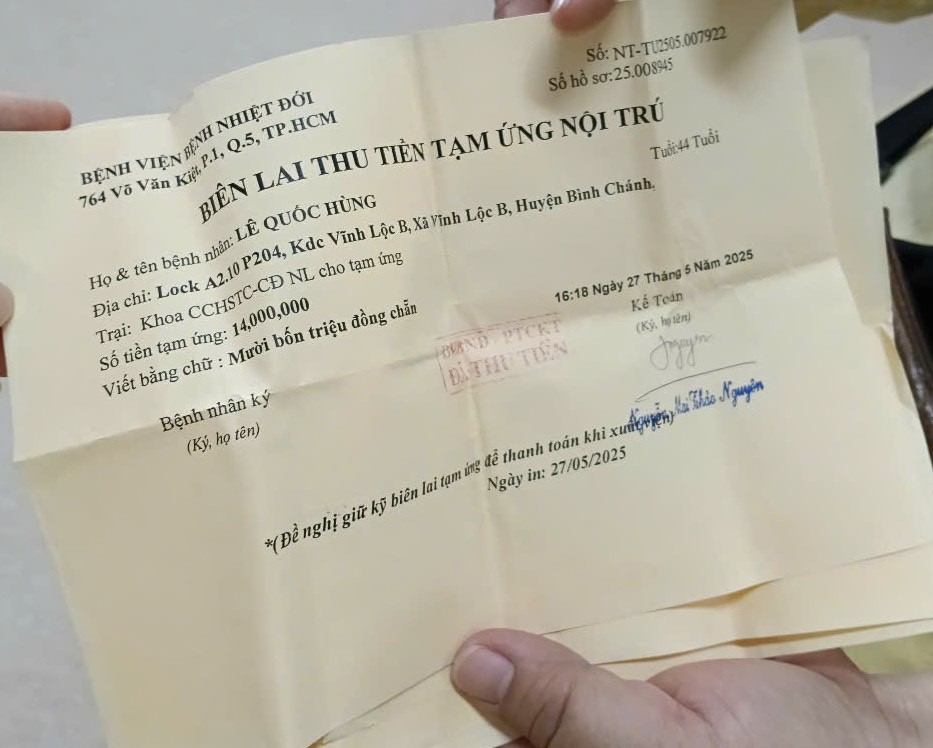 Số: NT-TU2505.007922
Số hồ sơ:25.008945
BỆNH VIỆN BỆNH NHIỆT ĐỚI
764 Võ Văn Kiệt, P.1, Q.5, TP.HCM
BIÊN LAI THU TIỀN TẠM ỨNG NỘI TRÚ
Họ & tên bệnh nhân: LÊ QUỐC HÙNG
Tuổi:44 Tuổi
Địa chỉ: Lock A2.10 P204, Kdc Vĩnh Lộc B, Xã Vĩnh Lộc B, Huyện Bình Chánh,
Trại: Khoa CCHSTC-CĐ NL cho tạm ứng
Số tiền tạm ứng: 14,000,000
Viết bằng chữ : Mười bốn triệu đồng chẵn
16:18 Ngày 27 Tháng 5 Năm 2025
Kế Toán
(Ký, họ tên)
BVBNĐ - PTCKT
ĐÃ THU TIỀN
Bệnh nhân ký
(Ký, họ tên)
Nguyễn Mai Thảo Nguyên
*(Đề nghị giữ kỹ biên lai tạm ứng để thanh toán khi xuất viện)
Ngày in: 27/05/2025